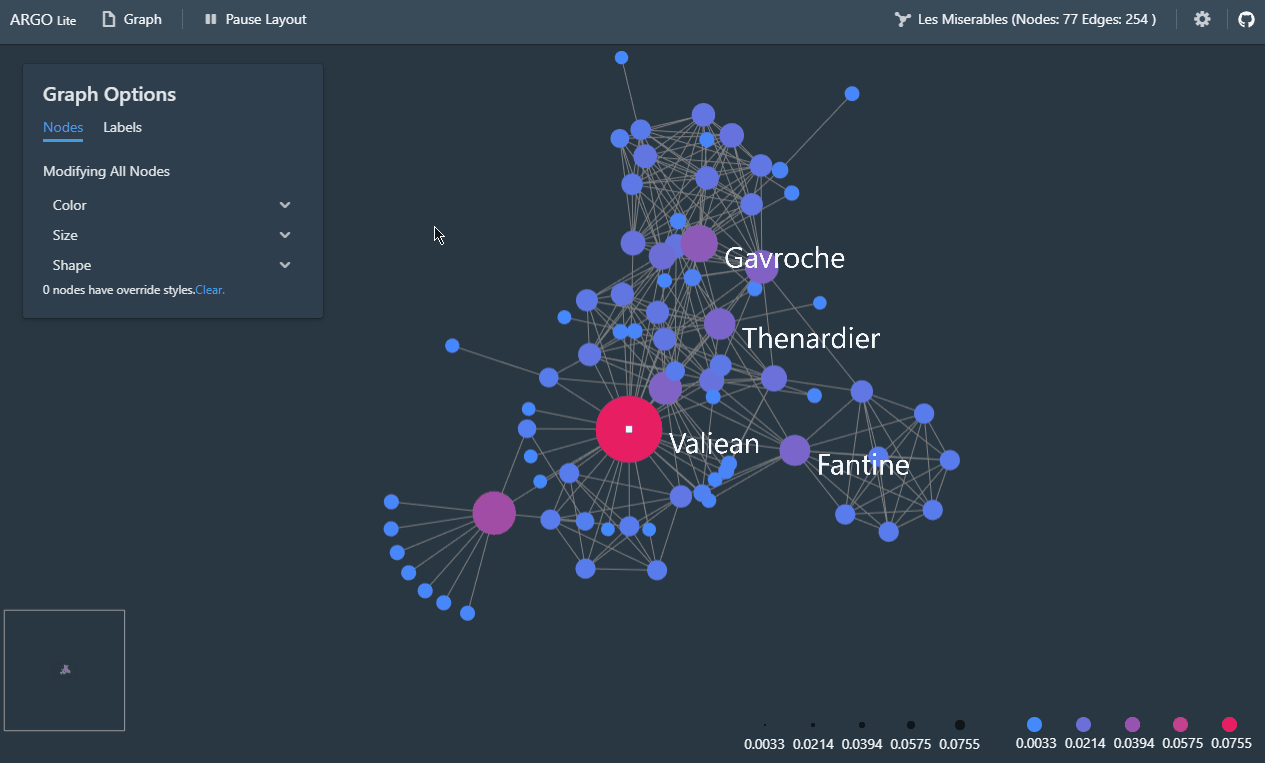 ARGO Lite Graph Pause Layout Les Miserables (Nodes: 77 Edges: 254 )
Graph Options
Nodes Labels
Modifying All Nodes
Color
Size
Shape
0 nodes have override styles.Clear.
Gavroche
Thenardier
Valjean
Fantine
0.0033 0.0214 0.0394 0.0575 0.0755 0.0033 0.0214 0.0394 0.0575 0.0755